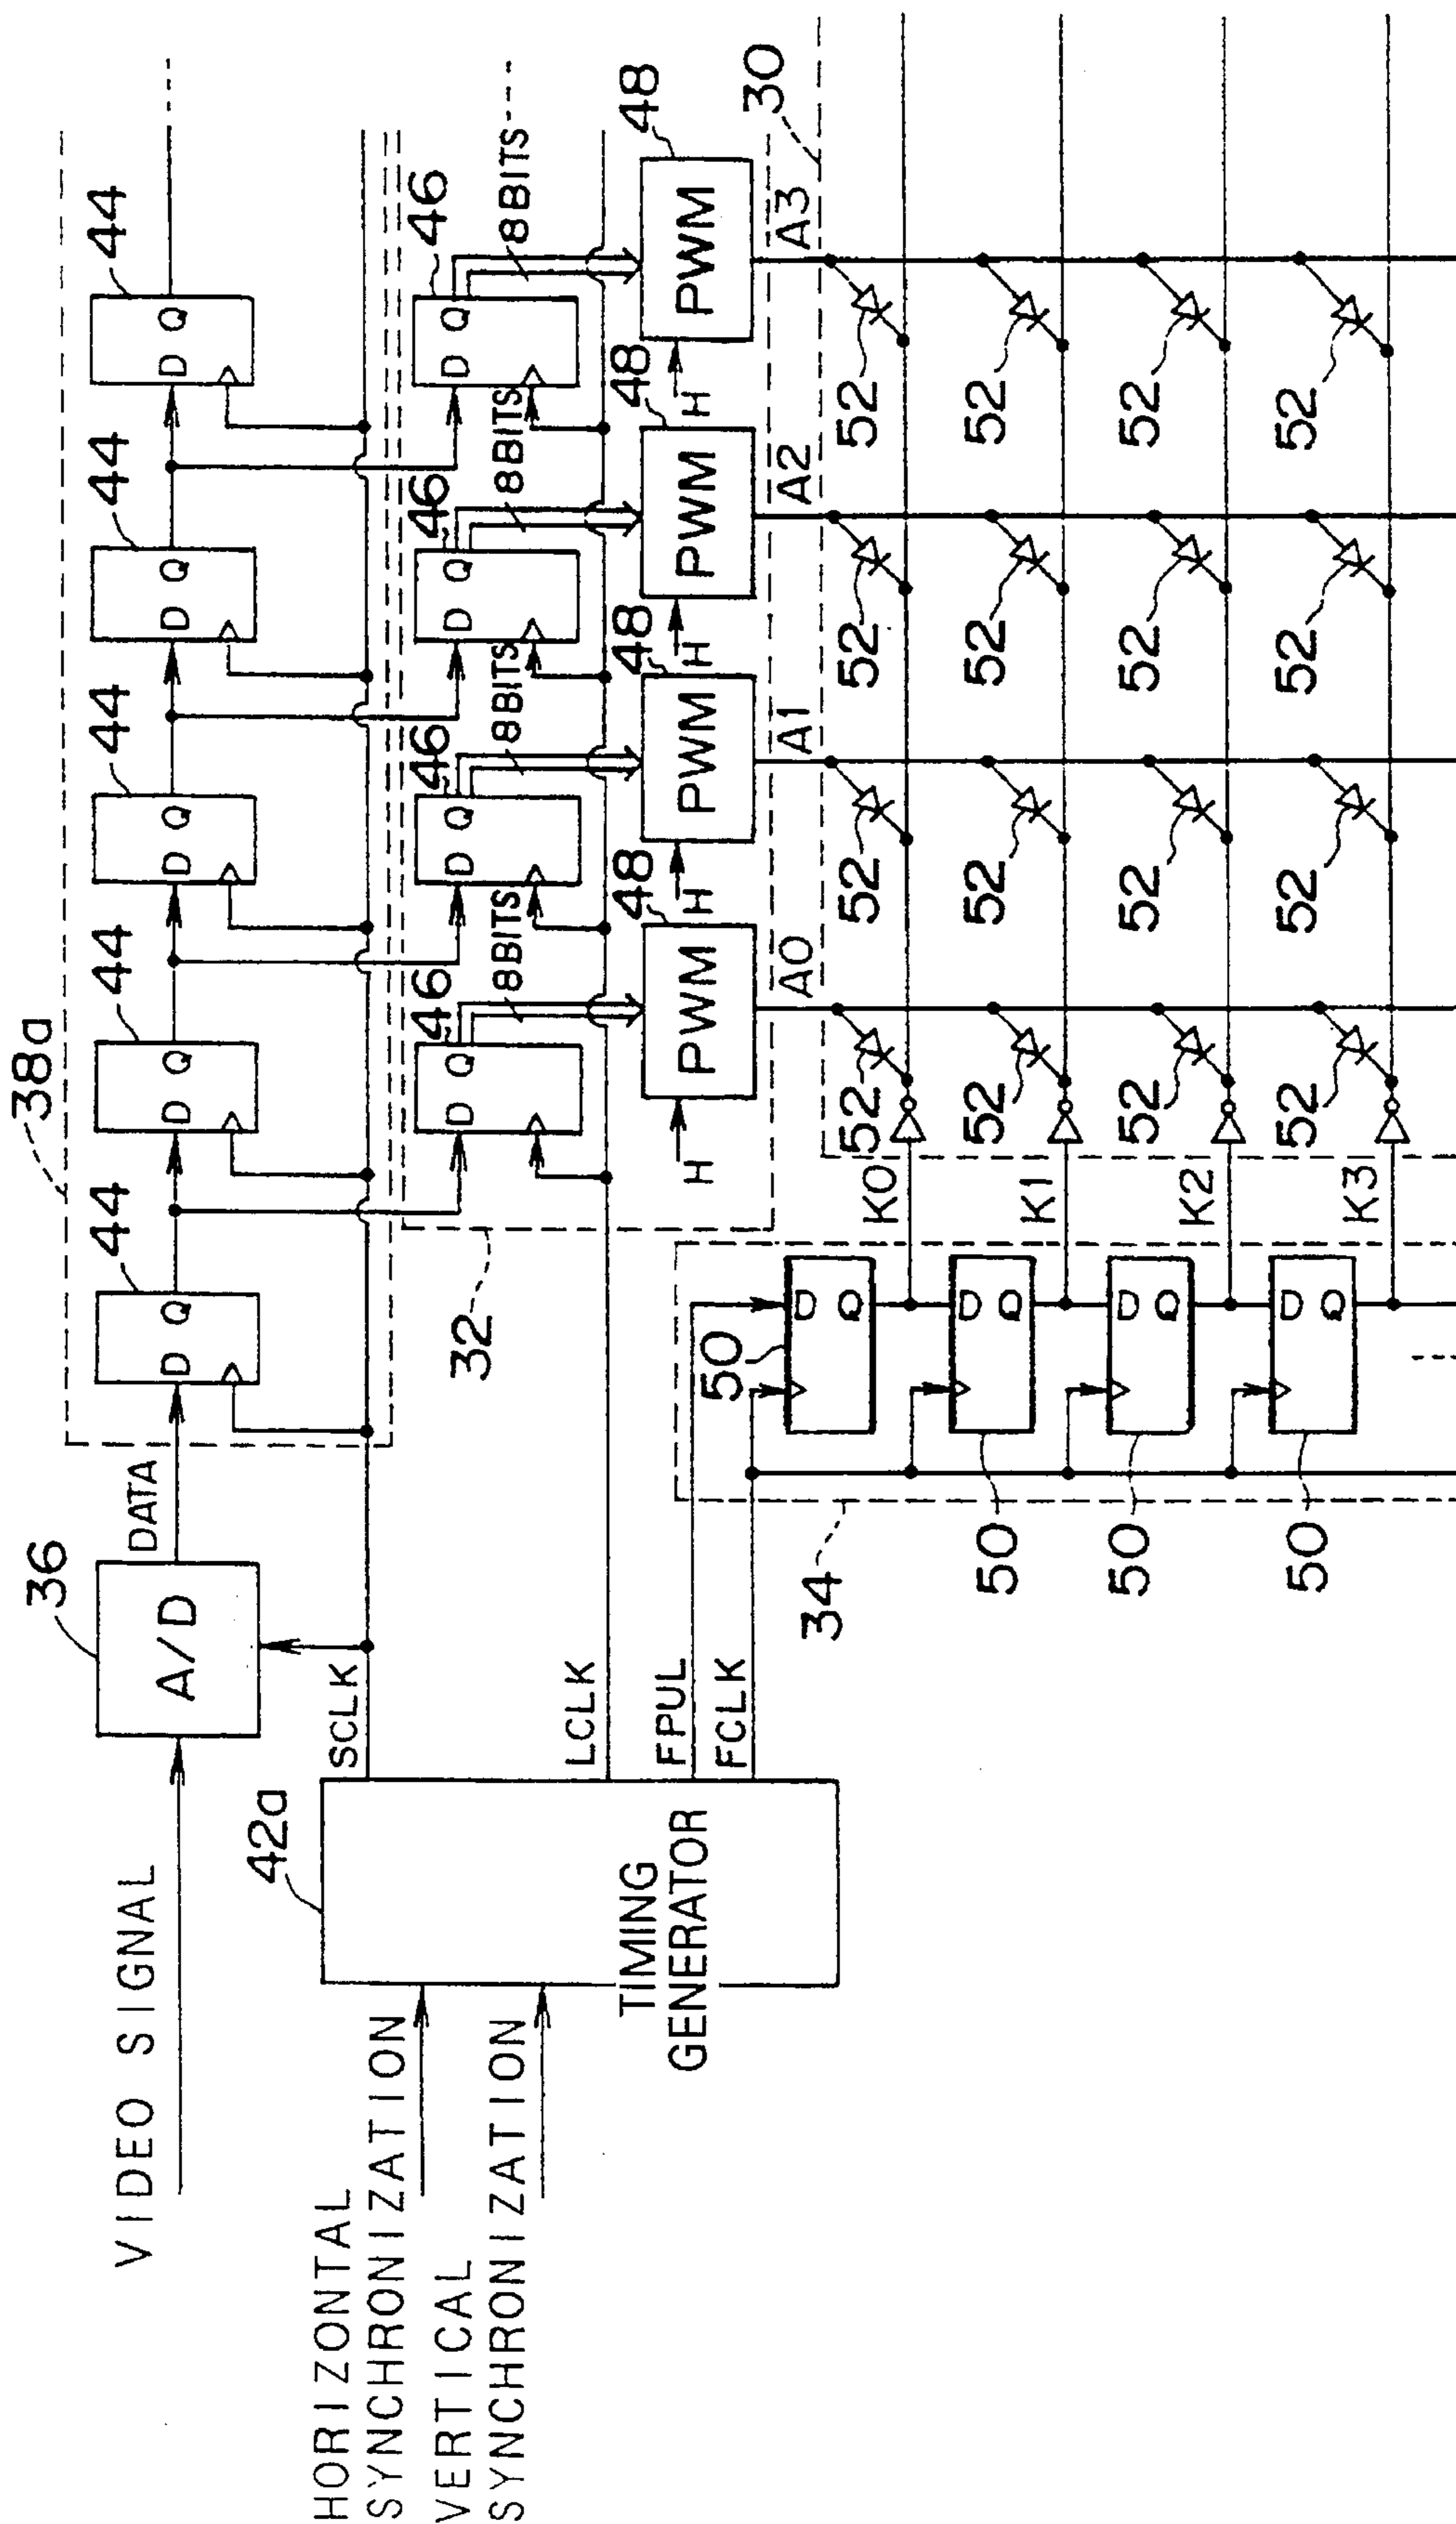 VIDEO SIGNAL
36
A/D
DATA
38a
44
D Q
44
D Q
44
D Q
44
D Q
44
D Q
HORIZONTAL
SYNCHRONIZATION
VERTICAL
SYNCHRONIZATION
42a
TIMING
GENERATOR
SCLK
LCLK
FPUL
FCLK
32
46
D Q
8BITS
46
D Q
8BITS
46
D Q
8BITS
46
D Q
8BITS
H
PWM
48
H
PWM
48
H
PWM
48
H
PWM
48
A0
A1
A2
A3
30
34
50
D Q
K0
52
52
52
52
50
D Q
K1
52
52
52
52
50
D Q
K2
52
52
52
52
50
D Q
K3
52
52
52
52